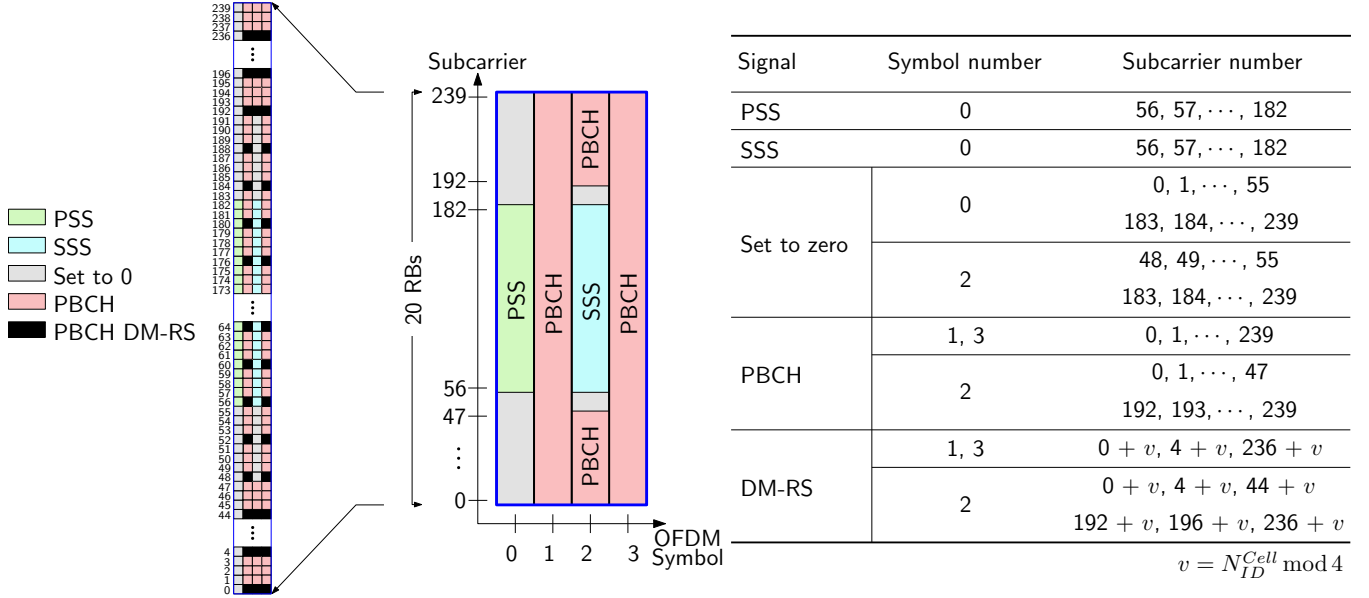 239
238
237
236
⋮
196
195
194
193
192
191
190
189
188
187
186
185
184
183
182
181
180
179
178
177
176
175
174
173
⋮
64
63
62
61
60
59
58
57
56
55
54
53
52
51
50
49
48
47
46
45
44
⋮
4
3
2
1
0
PSS
SSS
Set to 0
PBCH
PBCH DM-RS
20 RBs
Subcarrier
239
192
182
56
47
⋮
0
PSS
PBCH
PBCH
SSS
PBCH
PBCH
0 1 2 3
OFDM
Symbol
Signal Symbol number Subcarrier number
PSS 0 56, 57, ⋯ , 182
SSS 0 56, 57, ⋯ , 182
Set to zero 0 0, 1, ⋯ , 55
183, 184, ⋯ , 239
2 48, 49, ⋯ , 55
183, 184, ⋯ , 239
PBCH 1, 3 0, 1, ⋯ , 239
2 0, 1, ⋯ , 47
192, 193, ⋯ , 239
DM-RS 1, 3 0 + v, 4 + v, 236 + v
2 0 + v, 4 + v, 44 + v
192 + v, 196 + v, 236 + v
v = N_{ID}^{Cell} mod 4